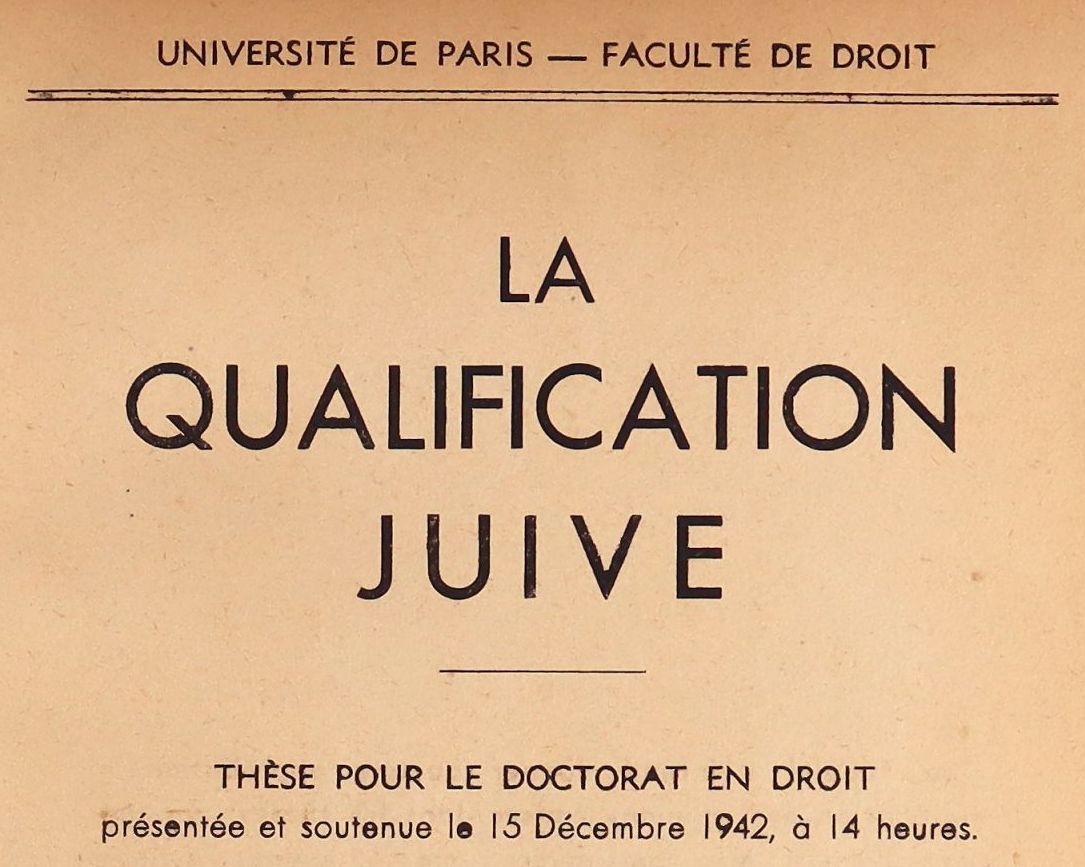 UNIVERSITÉ DE PARIS — FACULTÉ DE DROIT
LA
QUALIFICATION
JUIVE
THÈSE POUR LE DOCTORAT EN DROIT
présentée et soutenue le 15 Décembre 1942, à 14 heures.